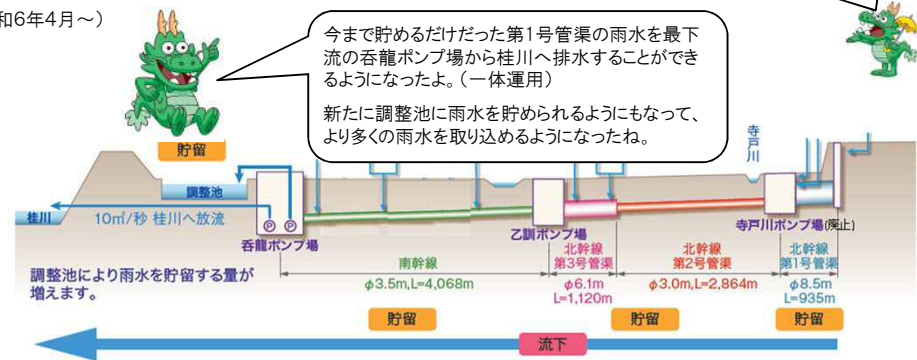 和6年4月～)
今まで貯めるだけだった第1号管渠の雨水を最下
流の呑龍ポンプ場から桂川へ排水することができ
るようになったよ。(一体運用)
新たに調整池に雨水を貯められるようにもなって、
より多くの雨水を取り込めるようになったね。
貯留
寺戸川
調整池
桂川
10㎥/秒 桂川へ放流
P P
呑龍ポンプ場
乙訓ポンプ場
寺戸川ポンプ場(廃止)
調整池により雨水を貯留する量が
増えます。
南幹線
φ3.5m,L=4,068m
北幹線
第3号管渠
φ6.1m
L=1,120m
北幹線
第2号管渠
φ3.0m,L=2,864m
北幹線
第1号管渠
φ8.5m
L=935m
貯留
貯留
貯留
流下